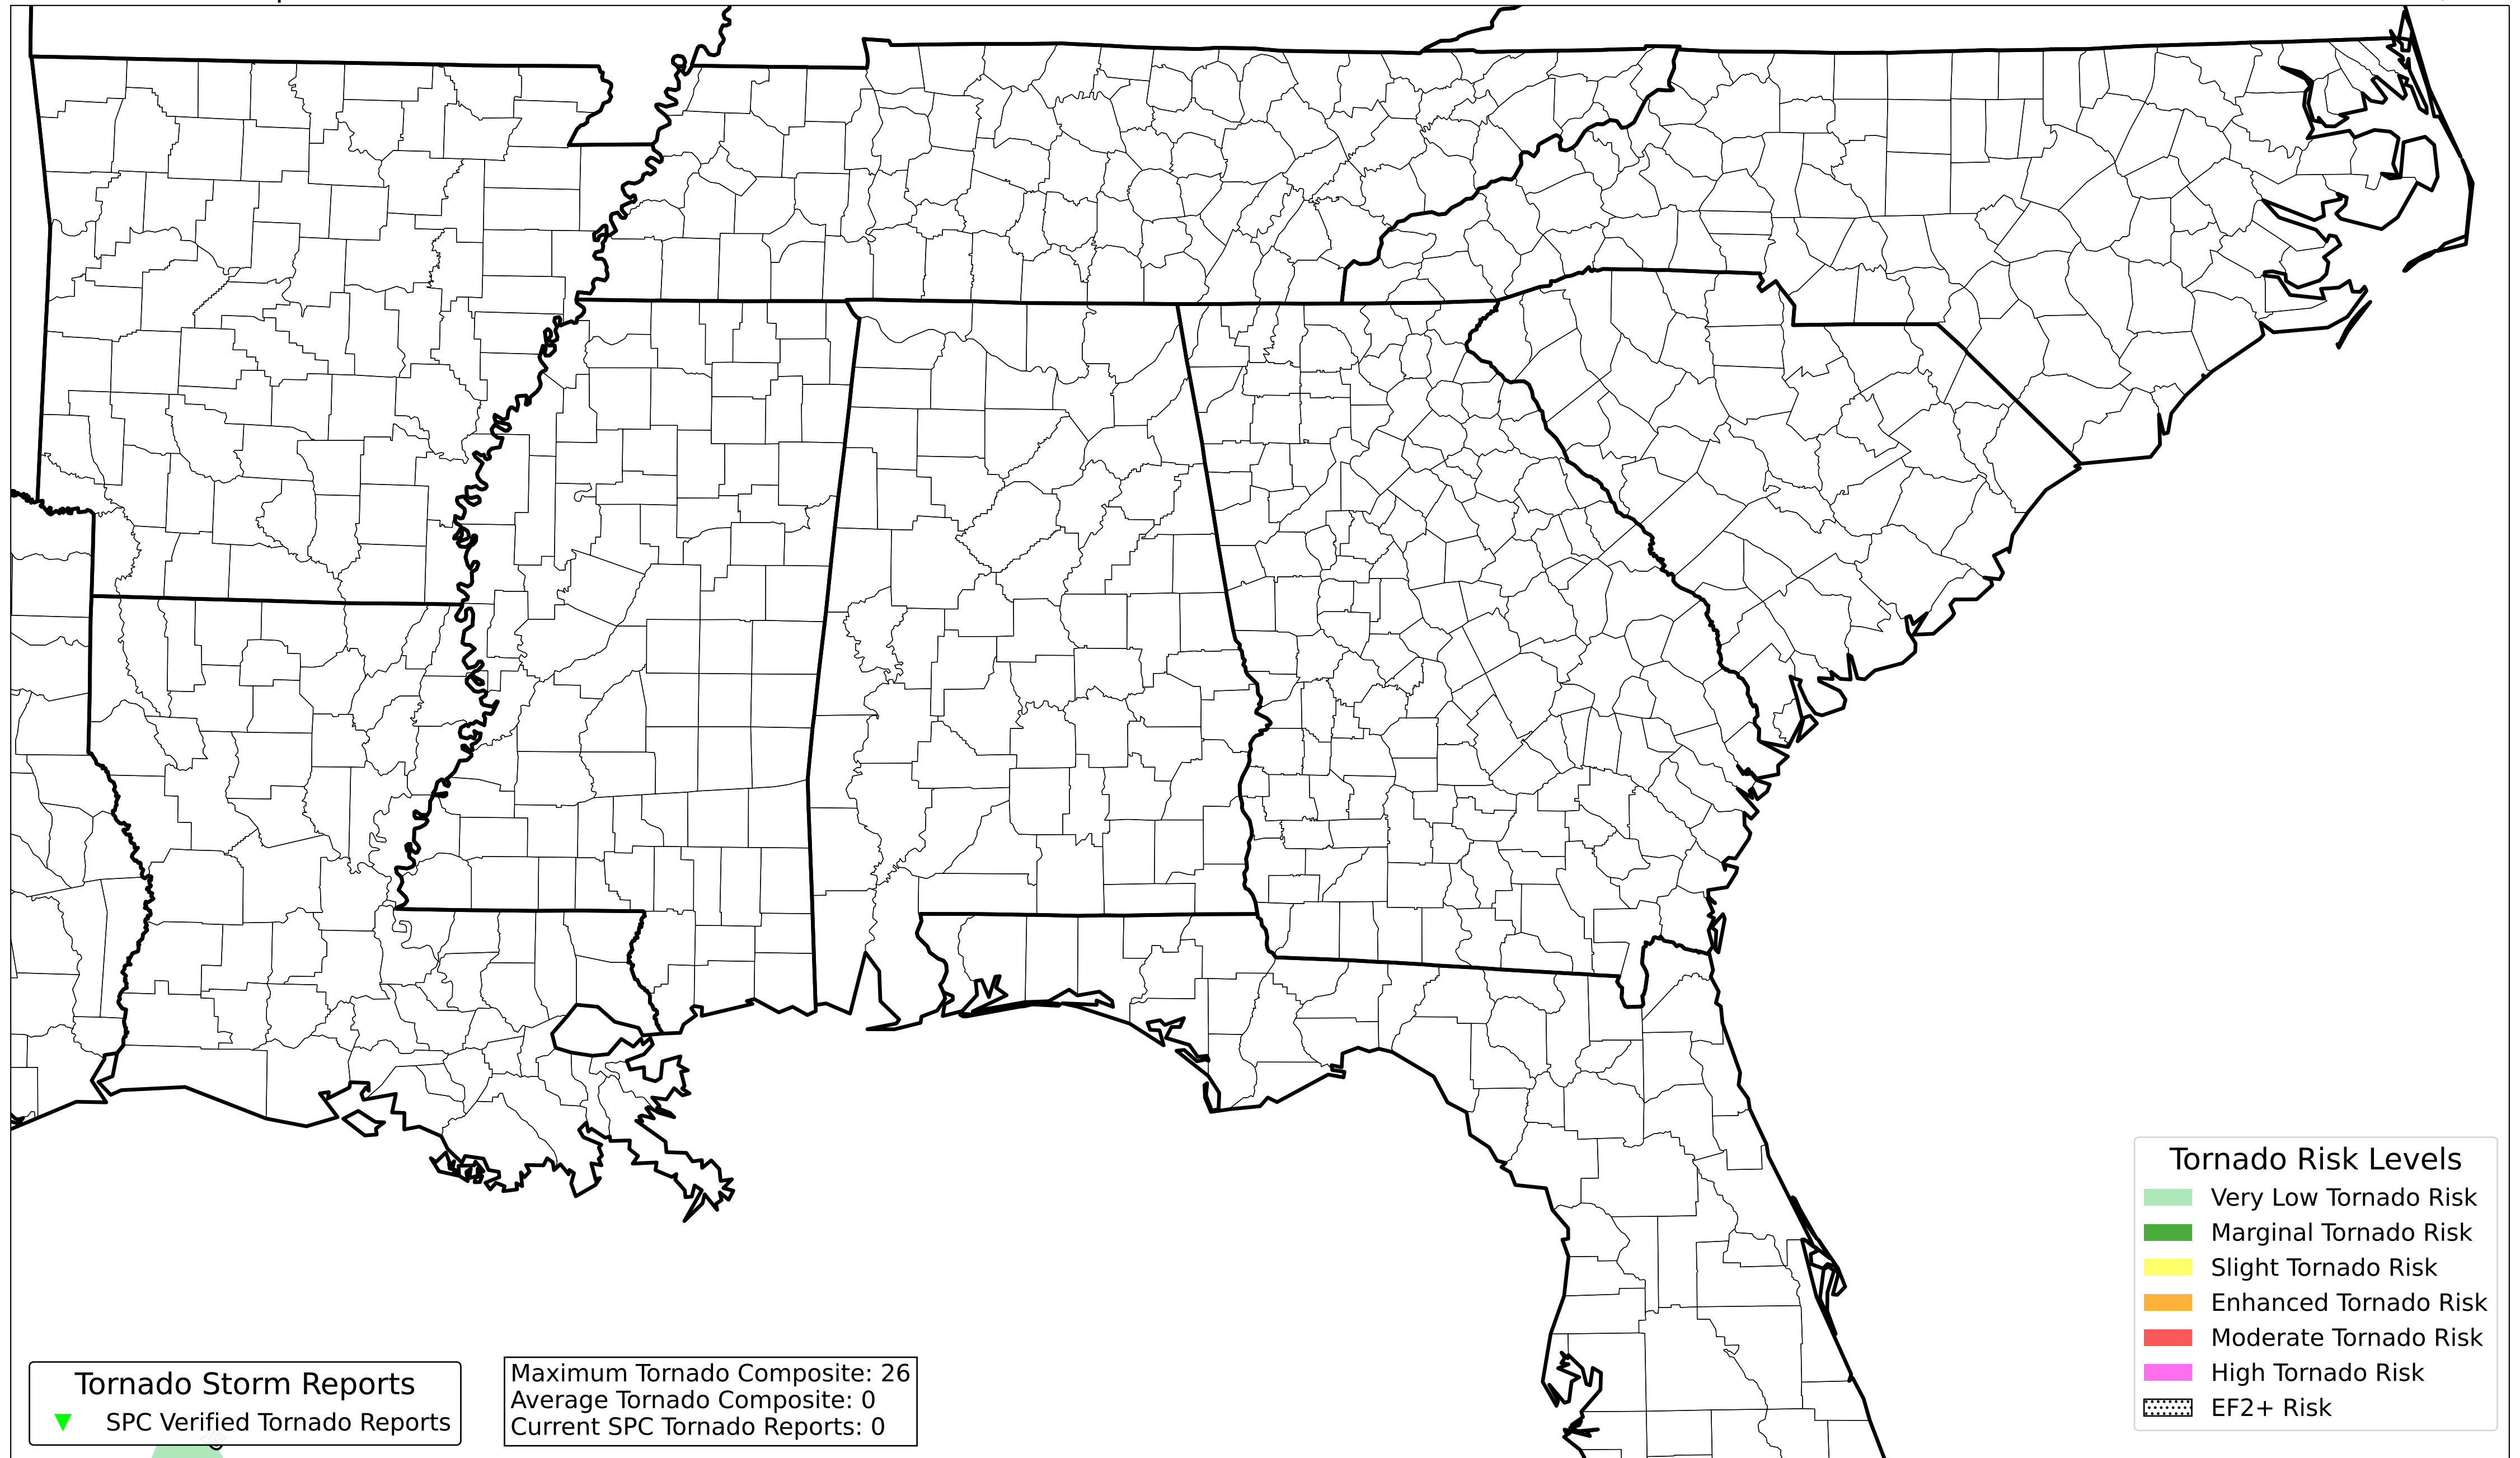 Tornado Risk Levels
Very Low Tornado Risk
Marginal Tornado Risk
Slight Tornado Risk
Enhanced Tornado Risk
Moderate Tornado Risk
High Tornado Risk
EF2+ Risk
Tornado Storm Reports
SPC Verified Tornado Reports
Maximum Tornado Composite: 26
Average Tornado Composite: 0
Current SPC Tornado Reports: 0